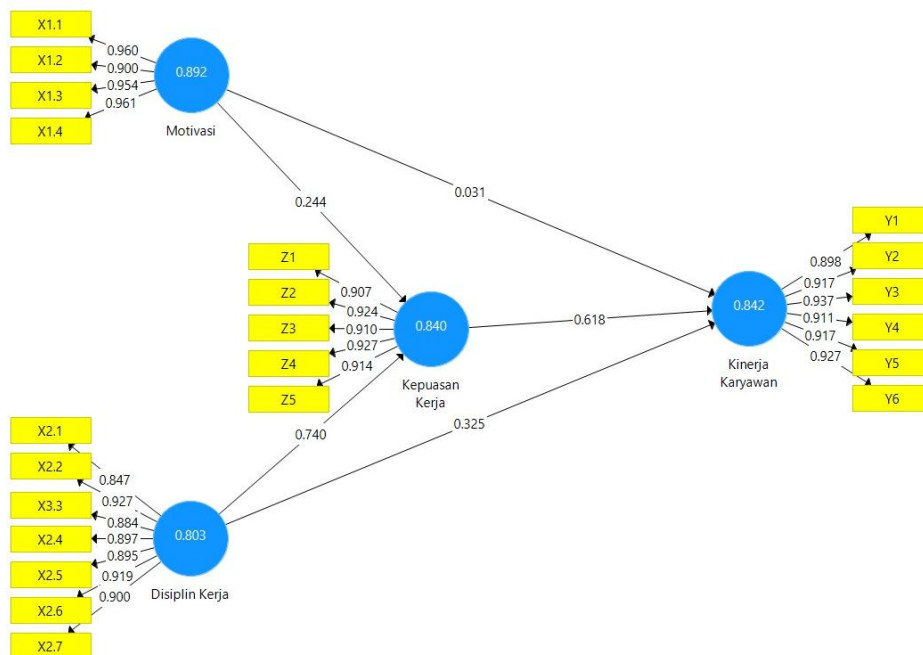 X1.1
X1.2
X1.3
X1.4
0.960
0.900
0.954
0.961
0.892
Motivasi
0.244
0.031
Z1
Z2
Z3
Z4
Z5
0.907
0.924
0.910
0.927
0.914
0.840
Kepuasan
Kerja
0.618
0.740
0.325
X2.1
X2.2
X3.3
X2.4
X2.5
X2.6
X2.7
0.847
0.927
0.884
0.897
0.895
0.919
0.900
0.803
Disiplin Kerja
0.842
Kinerja
Karyawan
0.898
0.917
0.937
0.911
0.917
0.927
Y1
Y2
Y3
Y4
Y5
Y6